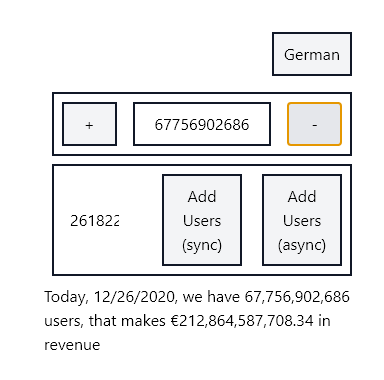 German
+ 67756902686 -
261822 Add Users (sync) Add Users (async)
Today, 12/26/2020, we have 67,756,902,686
users, that makes €212,864,587,708.34 in
revenue